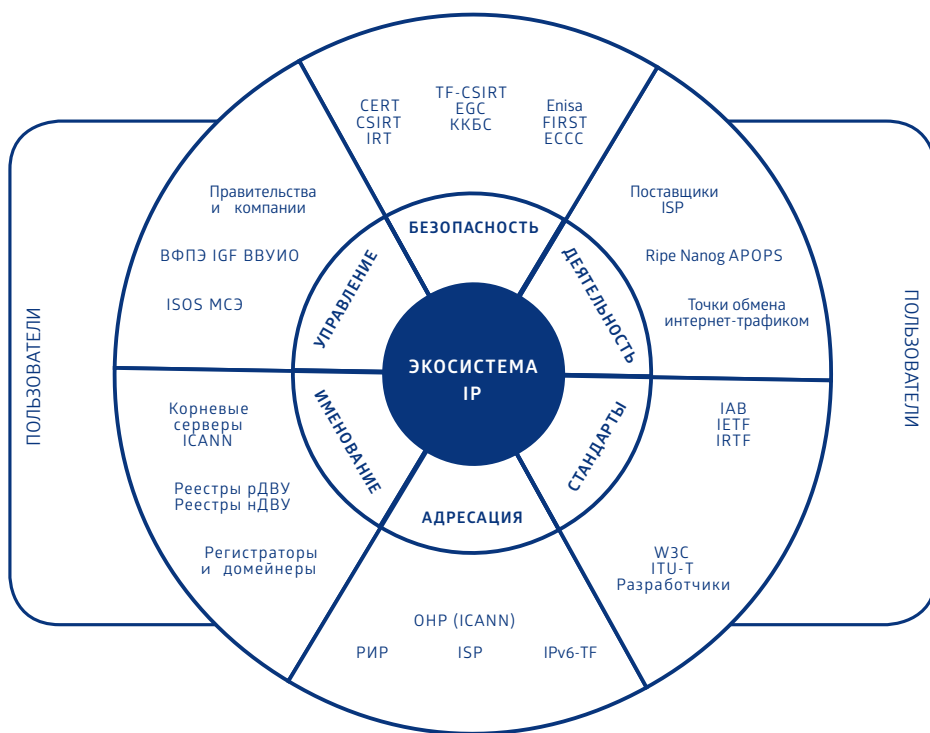 CERT
CSIRT
IRT
TF-CSIRT
EGC
ККБС
Enisa
FIRST
ECCC
БЕЗОПАСНОСТЬ
Поставщики
ISP
Ripe Nanog APOPS
Точки обмена
интернет-трафиком
ДЕЯТЕЛЬНОСТЬ
IAB
IETF
IRTF
W3C
ITU-T
Разработчики
СТАНДАРТЫ
АДРЕСАЦИЯ
ОНР (ICANN)
РИР
ISP
IPv6-TF
ИМЕНОВАНИЕ
Корневые
серверы
ICANN
Реестры рДВУ
Реестры нДВУ
Регистраторы
и домейнеры
УПРАВЛЕНИЕ
Правительства
и компании
ВФПЭ IGF ВВУИО
ISOS МСЭ
ЭКОСИСТЕМА
IP
ПОЛЬЗОВАТЕЛИ
ПОЛЬЗОВАТЕЛИ